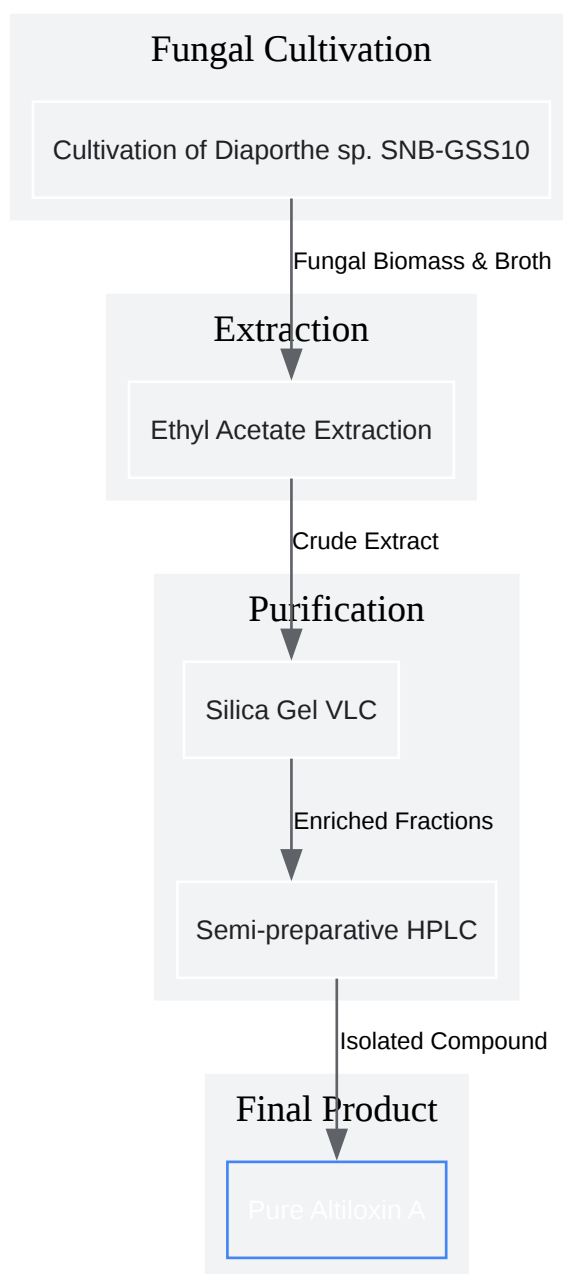 Fungal Cultivation
Cultivation of Diaporthe sp. SNB-GSS10
Fungal Biomass & Broth
Extraction
Ethyl Acetate Extraction
Crude Extract
Purification
Silica Gel VLC
Enriched Fractions
Semi-preparative HPLC
Isolated Compound
Final Product
Pure Altiloxin A